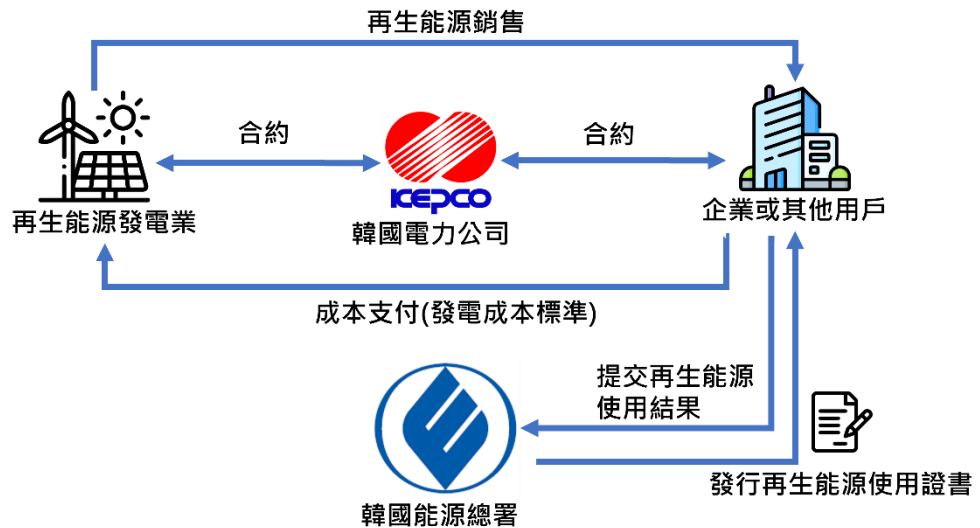 再生能源銷售
合約
合約
KEPCO
再生能源發電業
韓國電力公司
企業或其他用戶
成本支付(發電成本標準)
提交再生能源
使用結果
發行再生能源使用證書
韓國能源總署